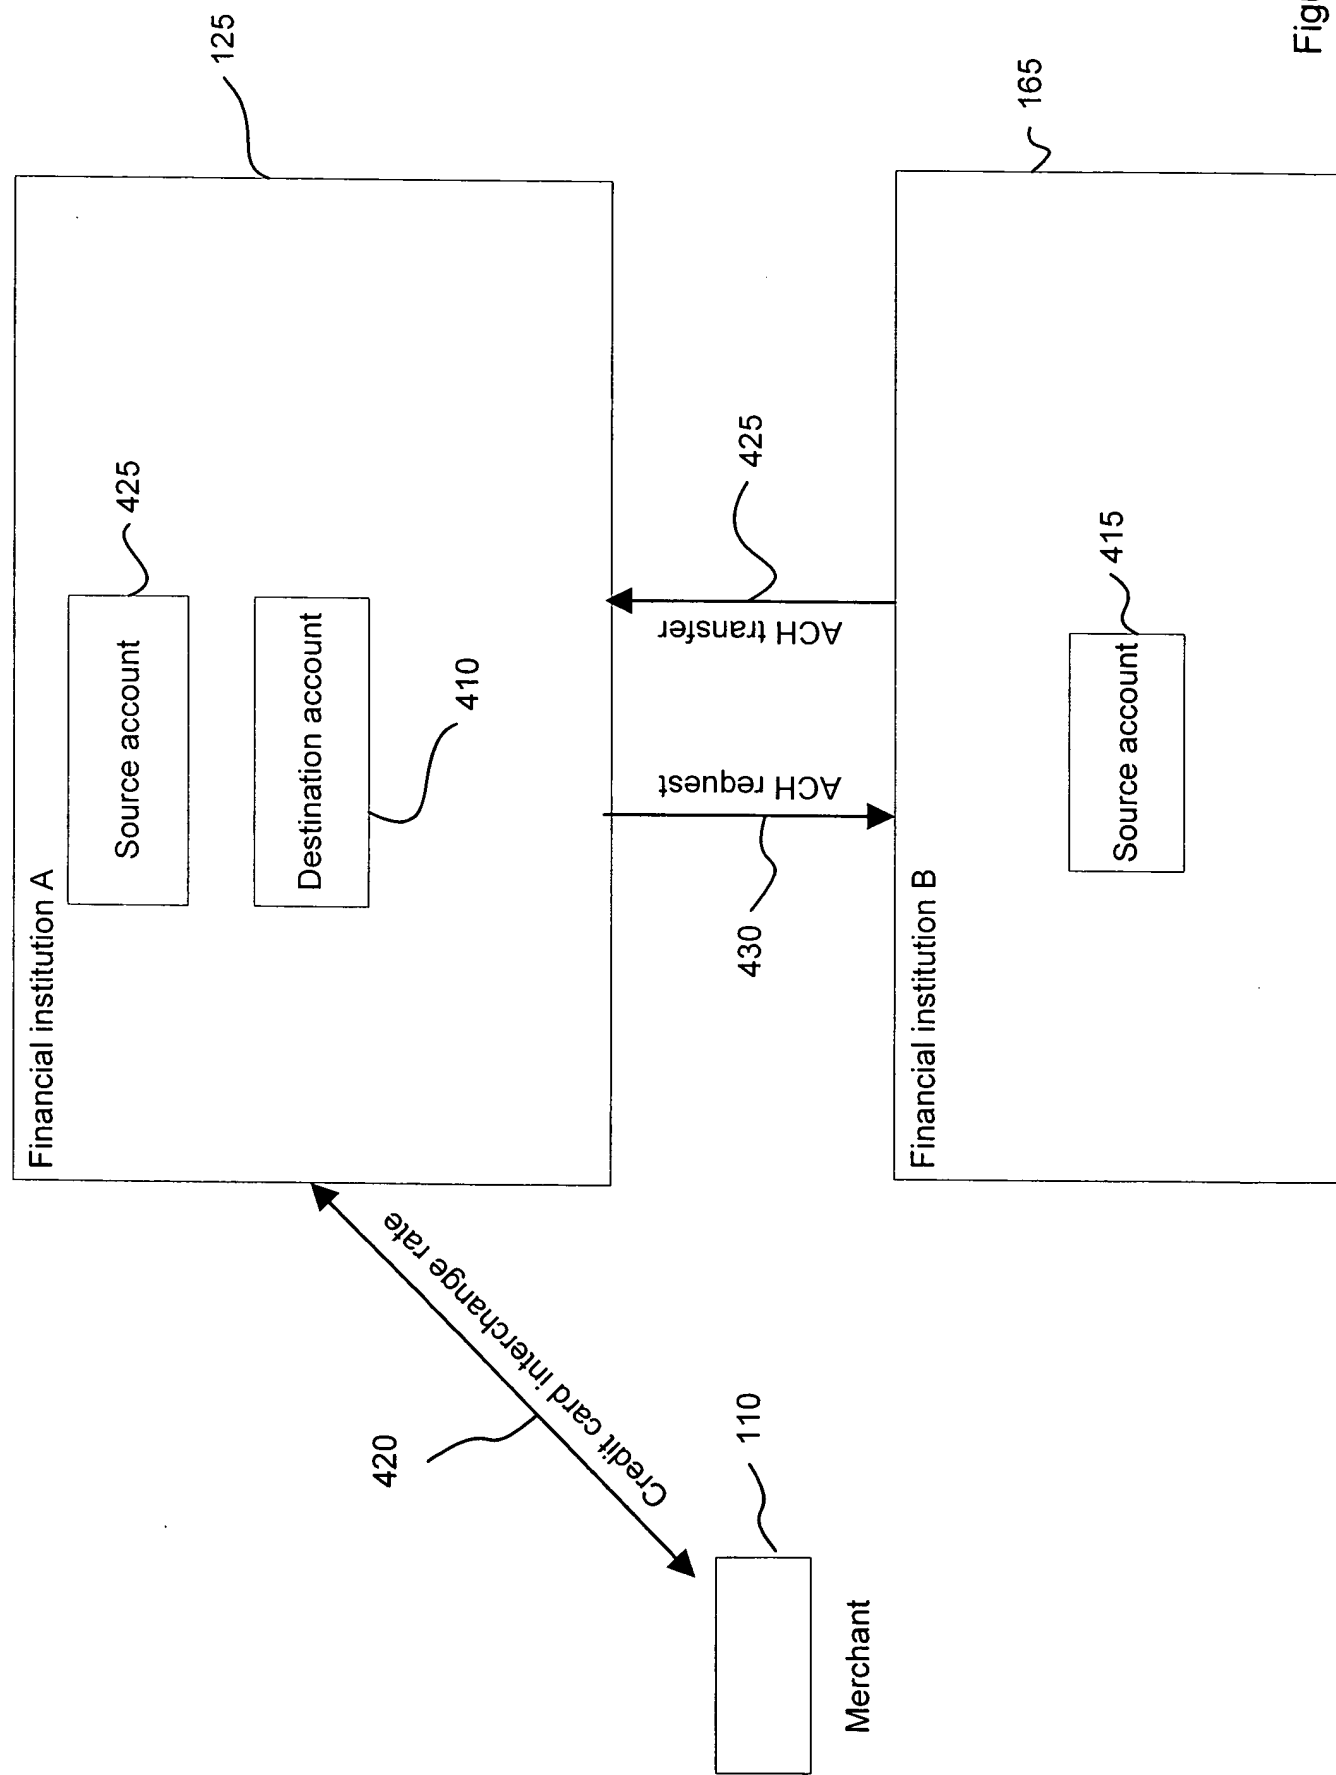 Financial institution A
125
Source account
425
Destination account
410
Credit card interchange rate
420
ACH request
430
ACH transfer
425
110
Merchant
Financial institution B
165
Source account
415